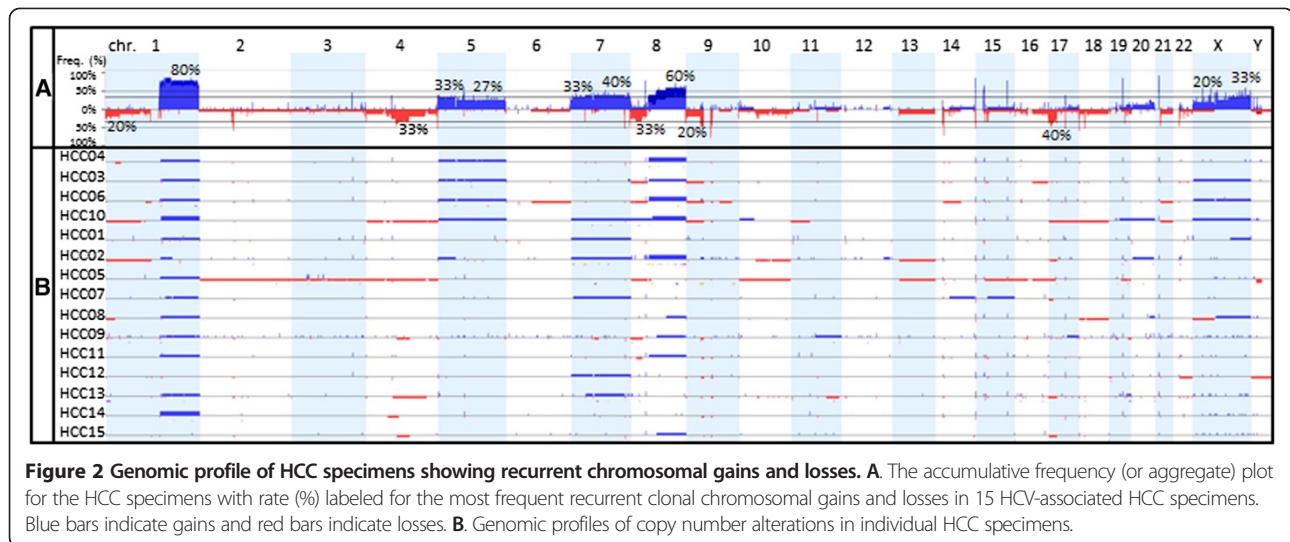 chr. 1 2 3 4 5 6 7 8 9 10 11 12 13 14 15 16 17 18 19 20 21 22 X Y
Freq. (%)
A
100%
50%
0%
50%
100%
80%
20%
33%
33%
27%
33%
40%
33%
60%
20%
40%
20%
33%
B
HCC04
HCC03
HCC06
HCC10
HCC01
HCC02
HCC05
HCC07
HCC08
HCC09
HCC11
HCC12
HCC13
HCC14
HCC15
Figure 2 Genomic profile of HCC specimens showing recurrent chromosomal gains and losses. A. The accumulative frequency (or aggregate) plot
for the HCC specimens with rate (%) labeled for the most frequent recurrent clonal chromosomal gains and losses in 15 HCV-associated HCC specimens.
Blue bars indicate gains and red bars indicate losses. B. Genomic profiles of copy number alterations in individual HCC specimens.